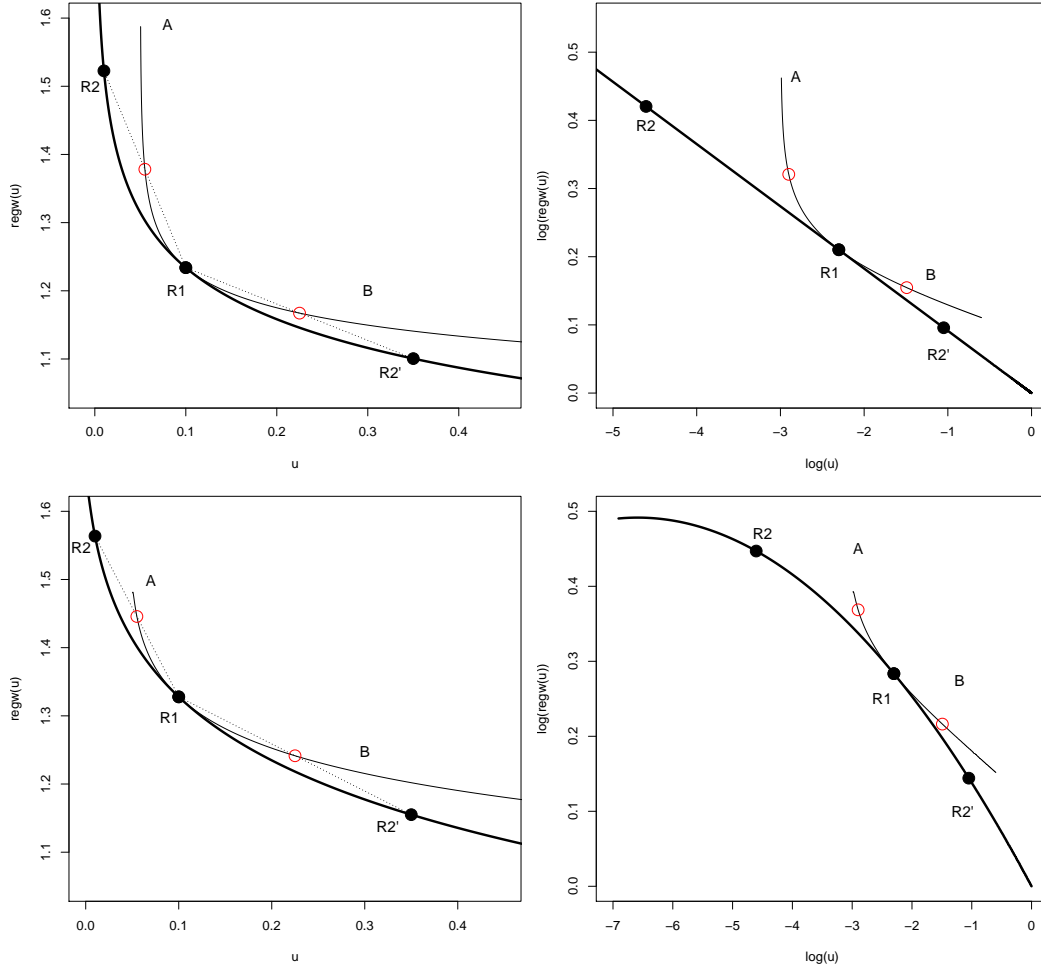 1.6
1.5
1.4
1.3
1.2
1.1
regw(u)
A
R2
R1
B
R2'
0.0 0.1 0.2 0.3 0.4
u
0.5
0.4
0.3
0.2
0.1
0.0
log(regw(u))
A
R2
R1
B
R2'
−5 −4 −3 −2 −1 0
log(u)
1.6
1.5
1.4
1.3
1.2
1.1
regw(u)
R2
A
R1
B
R2'
0.0 0.1 0.2 0.3 0.4
u
0.5
0.4
0.3
0.2
0.1
0.0
log(regw(u))
R2
A
R1
B
R2'
−7 −6 −5 −4 −3 −2 −1 0
log(u)